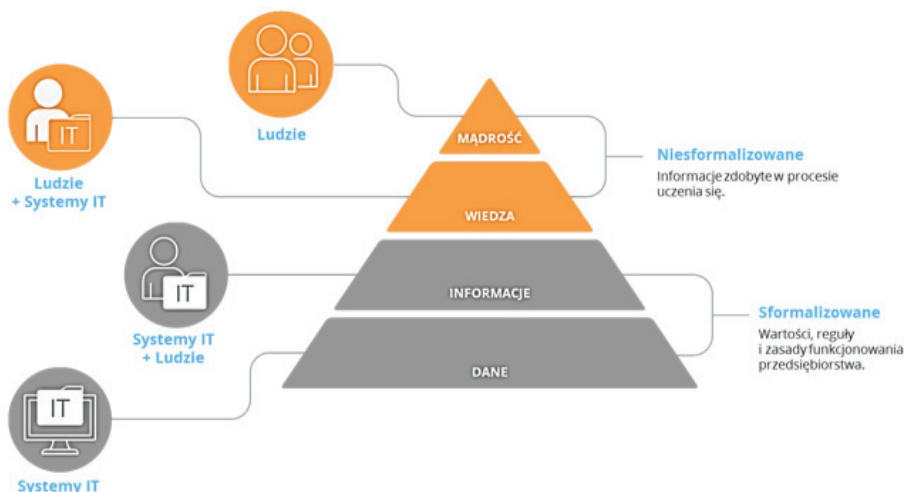 Ludzie
IT
Ludzie
+ Systemy IT
MĄDROŚĆ
Niesformalizowane
Informacje zdobyte w procesie
uczenia się.
WIEDZA
IT
Systemy IT
+ Ludzie
INFORMACJE
Sformalizowane
Wartości, reguły
i zasady funkcjonowania
przedsiębiorstwa.
DANE
IT
Systemy IT